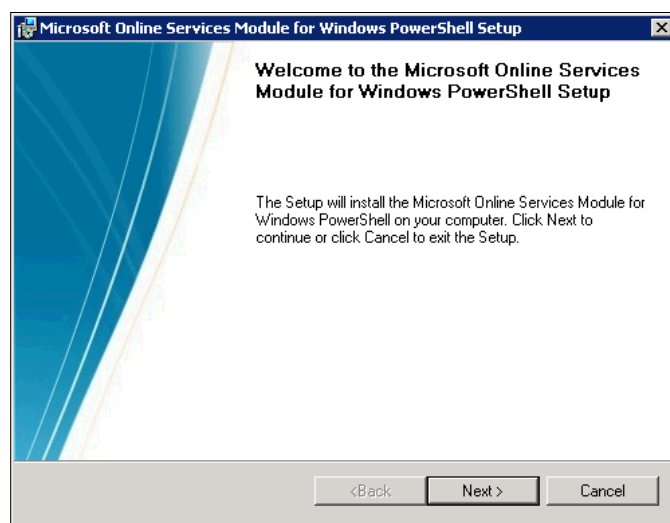 Microsoft Online Services Module for Windows PowerShell Setup
Welcome to the Microsoft Online Services
Module for Windows PowerShell Setup
The Setup will install the Microsoft Online Services Module for
Windows PowerShell on your computer. Click Next to
continue or click Cancel to exit the Setup.
<Back
Next >
Cancel